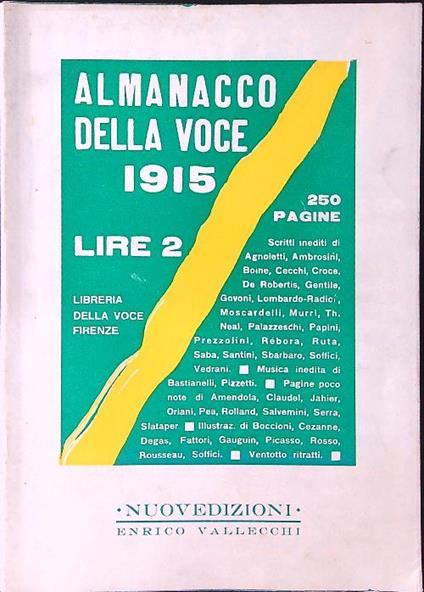 ALMANACCO
DELLA VOCE
1915
250
PAGINE
LIRE 2
LIBRERIA
DELLA VOCE
FIRENZE
Scritti inediti di
Agnoletti, Ambrosini,
Boine, Cecchi, Croce,
De Robertis, Gentile,
Govoni, Lombardo-Radici,
Moscardelli, Murri, Th.
Neal, Palazzeschi, Papini,
Prezzolini, Rèbora, Ruta,
Saba, Santini, Sbarbaro, Soffici,
Vedrani. ■ Musica inedita di
Bastianelli, Pizzetti. ■ Pagine poco
note di Amendola, Claudel, Jahier,
Oriani, Pea, Rolland, Salvemini, Serra,
Slataper ■ Illustraz. di Boccioni, Cezanne,
Degas, Fattori, Gauguin, Picasso, Rosso,
Rousseau, Soffici. ■ Ventotto ritratti. ■
·NUOVEDIZIONI·
ENRICO VALLECCHI